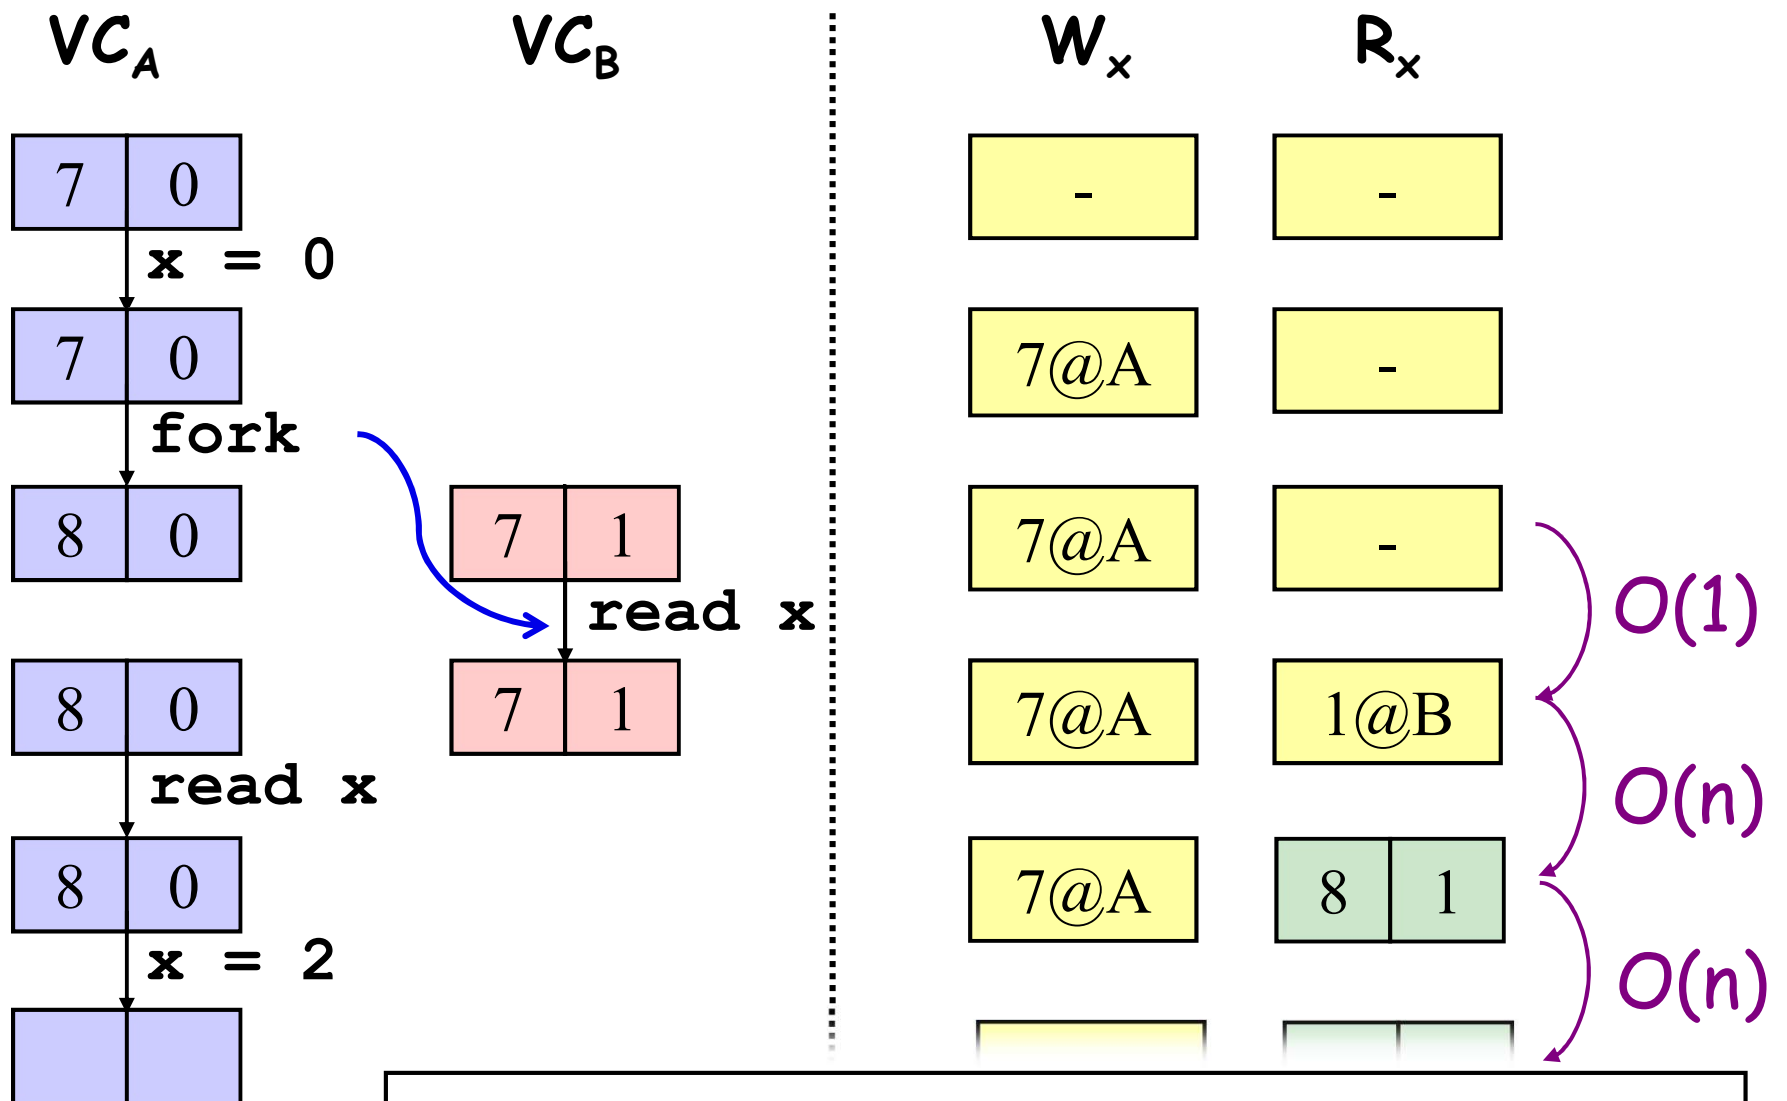 VCA VCB Wx Rx
7 0 - -
x = 0
7 0 7@A -
fork
8 0 7 1 7@A -
read x O(1)
8 0 7 1 7@A 1@B
read x O(n)
8 0 7@A 8 1
x = 2 O(n)